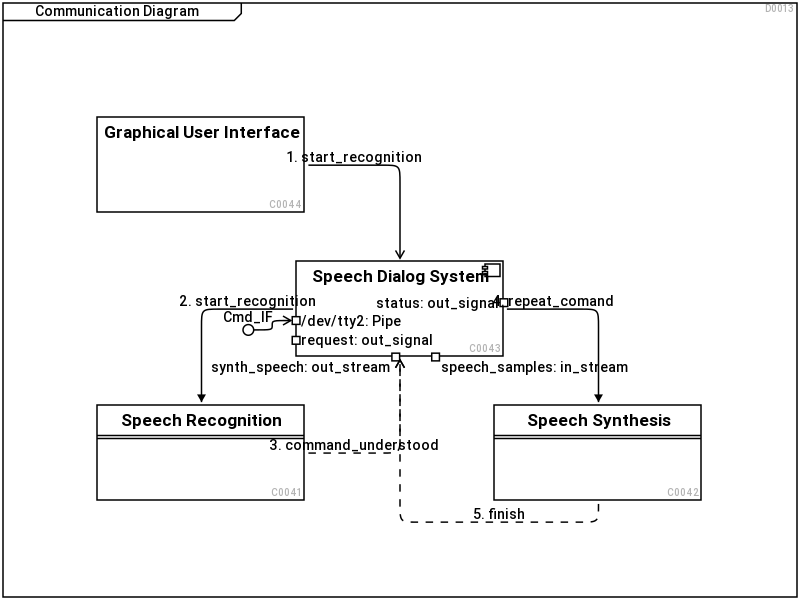 Communication Diagram
D0013
Graphical User Interface
C0044
1. start_recognition
Speech Dialog System
status: out_signal
4. repeat_comand
2. start_recognition
Cmd_IF
/dev/tty2: Pipe
request: out_signal
C0043
synth_speech: out_stream
speech_samples: in_stream
Speech Recognition
C0041
Speech Synthesis
C0042
3. command_understood
5. finish